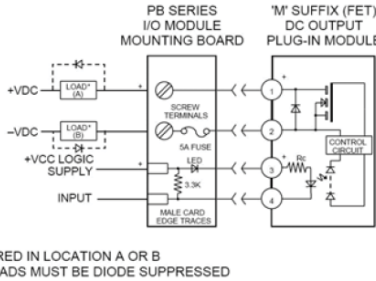 PB SERIES
I/O MODULE
MOUNTING BOARD
'M' SUFFIX (FET)
DC OUTPUT
PLUG-IN MODULE
+VDC
LOAD*
(A)
+
SCREW
TERMINALS
+
1
–VDC
LOAD*
(B)
5A FUSE
2
+VCC LOGIC
SUPPLY
+
LED
3.3K
+
3
Rc
CONTROL
CIRCUIT
INPUT
4
MALE CARD
EDGE TRACES
RED IN LOCATION A OR B
ADS MUST BE DIODE SUPPRESSED